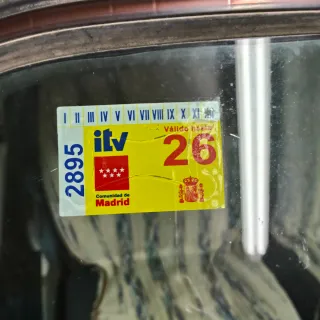 I II III IV V VI VII VIII IX X XI XII
itv
Válido hasta
26
2895
Comunidad de
Madrid